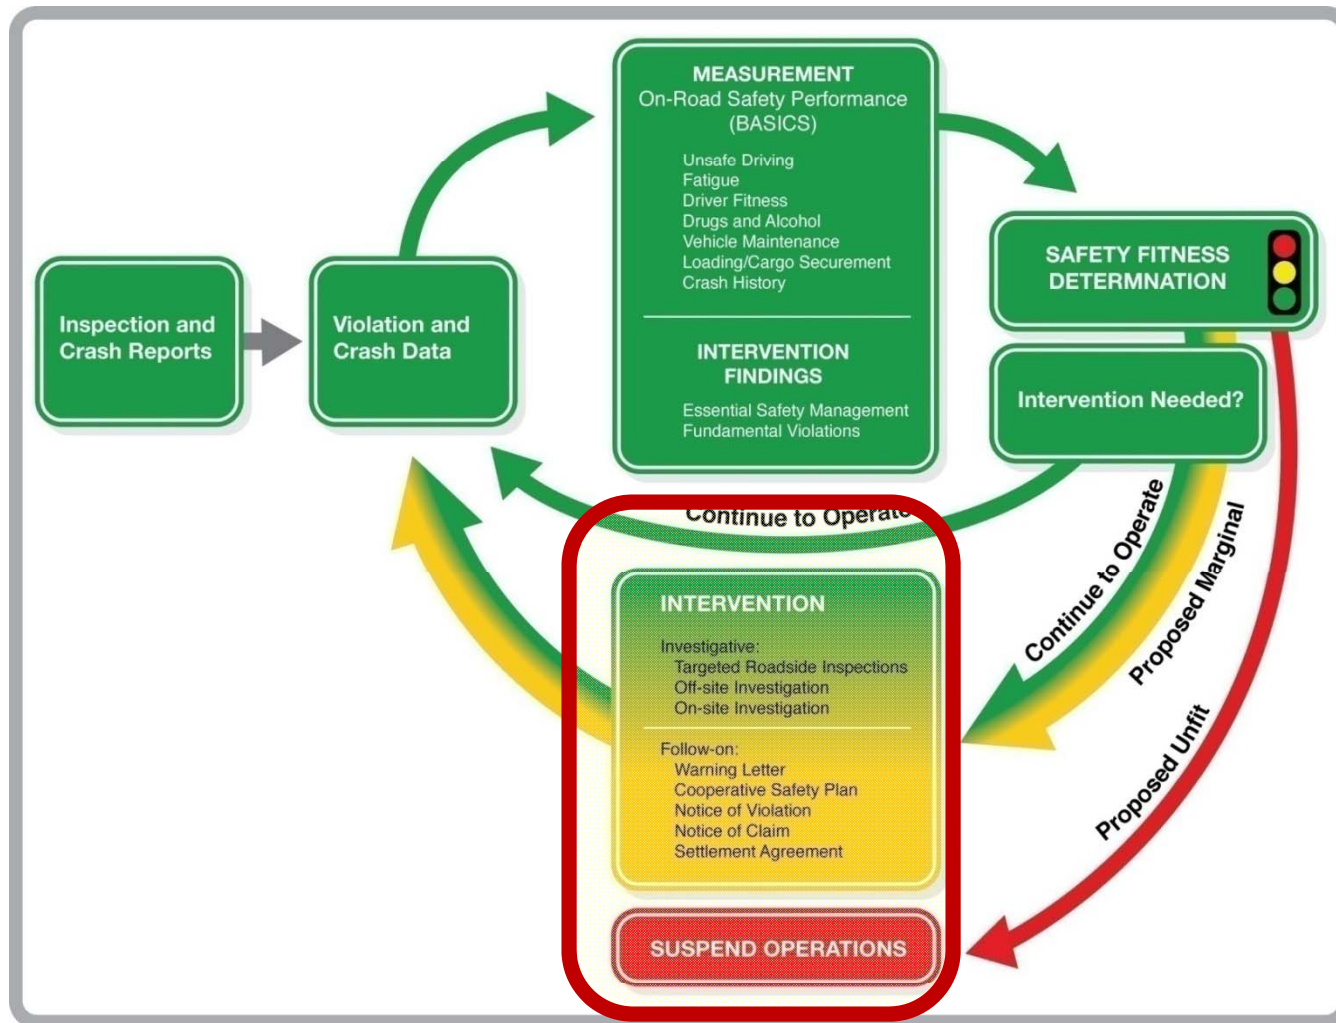 Inspection and
Crash Reports
Violation and
Crash Data
MEASUREMENT
On-Road Safety Performance
(BASICS)
Unsafe Driving
Fatigue
Driver Fitness
Drugs and Alcohol
Vehicle Maintenance
Loading/Cargo Securement
Crash History
INTERVENTION
FINDINGS
Essential Safety Management
Fundamental Violations
SAFETY FITNESS
DETERMNATION
Intervention Needed?
Continue to Operate
Continue to Operate
Proposed Marginal
Proposed Unfit
INTERVENTION
Investigative:
Targeted Roadside Inspections
Off-site Investigation
On-site Investigation
Follow-on:
Warning Letter
Cooperative Safety Plan
Notice of Violation
Notice of Claim
Settlement Agreement
SUSPEND OPERATIONS